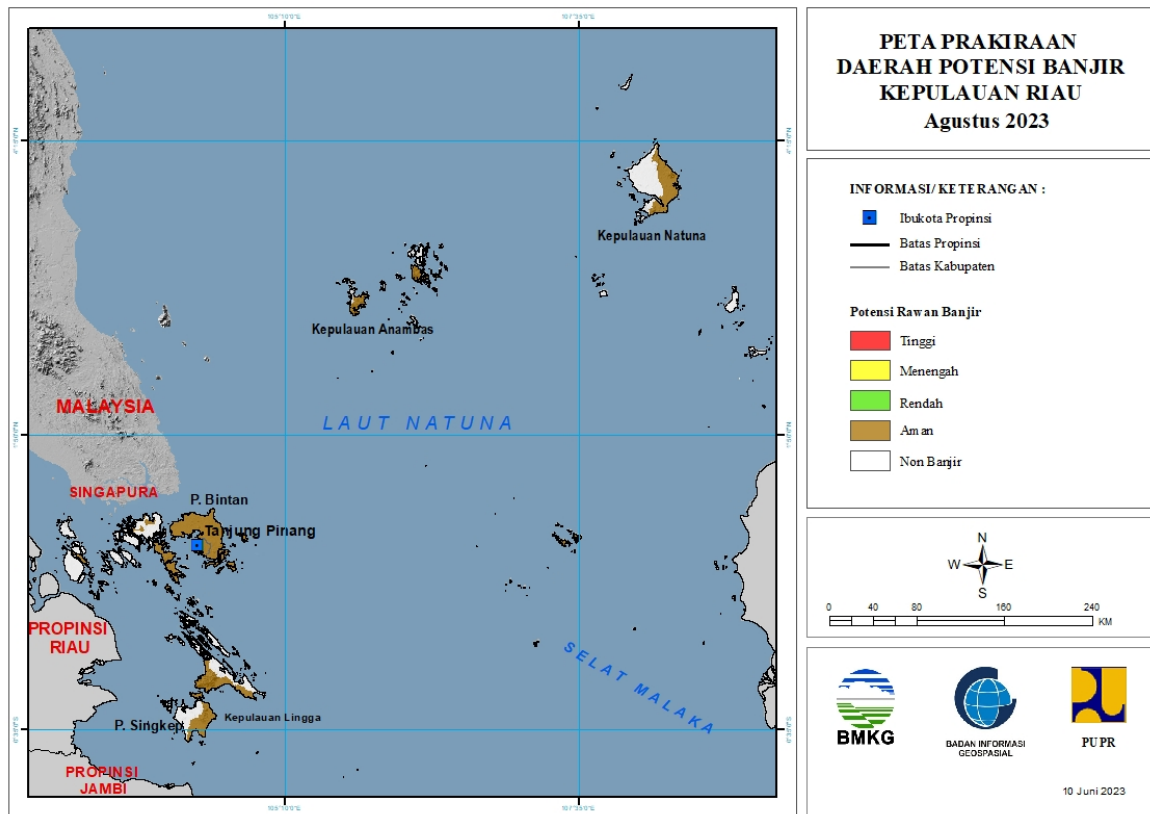 PETA PRAKIRAAN
DAERAH POTENSI BANJIR
KEPULAUAN RIAU
Agustus 2023
INFORMASI/ KETERANGAN :
Ibukota Propinsi
Batas Propinsi
Batas Kabupaten
Potensi Rawan Banjir
Tinggi
Menengah
Rendah
Aman
Non Banjir
N
W E
S
0 40 80 160 240
KM
BMKG
BADAN INFORMASI
GEOSPASIAL
PUPR
10 Juni 2023
Kepulauan Natuna
Kepulauan Anambas
MALAYSIA
LAUT NATUNA
SINGAPURA
P. Bintan
Tanjung Pinang
PROPINSI
RIAU
SELAT MALAKA
P. Singkep
Kepulauan Lingga
PROPINSI
JAMBI